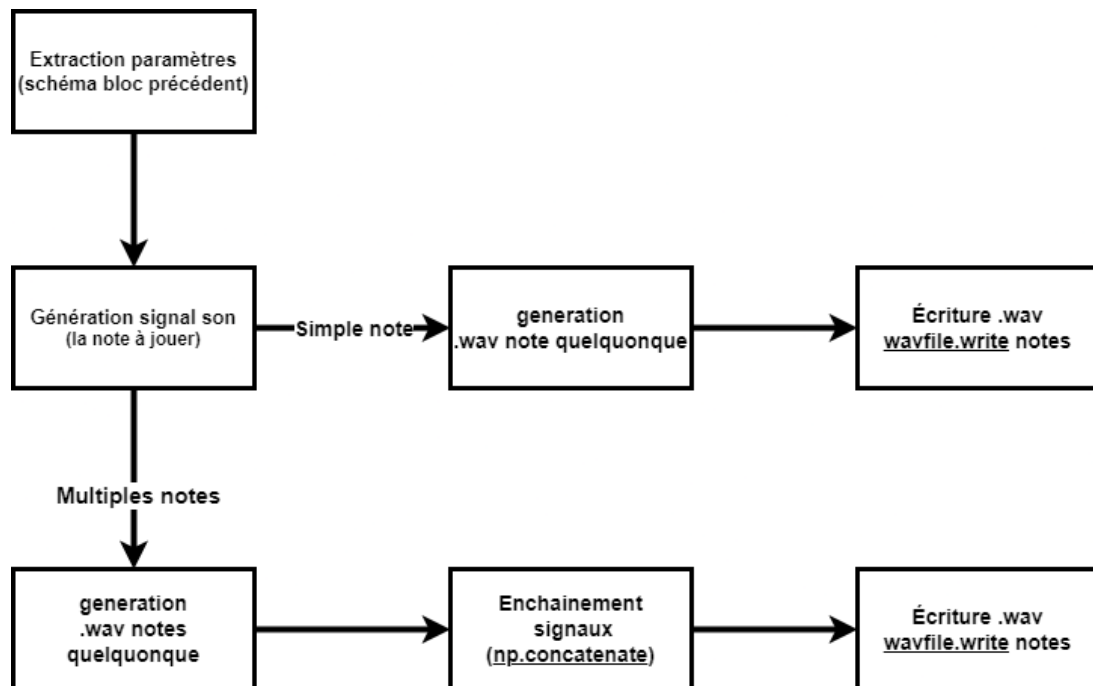 Extraction paramètres
(schéma bloc précédent)
Génération signal son
(la note à jouer)
Simple note
generation
.wav note quelquonque
Écriture .wav
wavfile.write notes
Multiples notes
generation
.wav notes
quelquonque
Enchainement
signaux
(np.concatenate)
Écriture .wav
wavfile.write notes